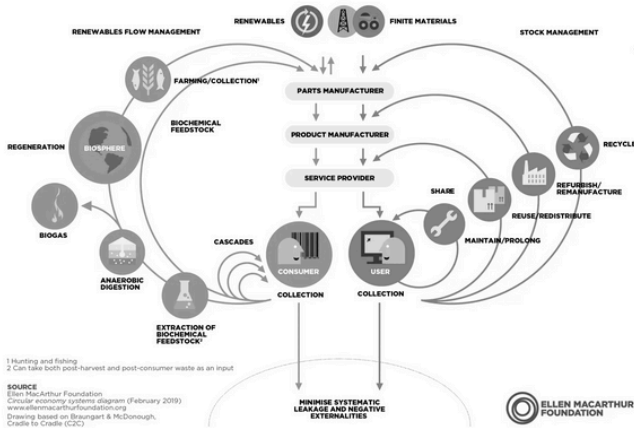 RENEWABLES
FINITE MATERIALS
RENEWABLES FLOW MANAGEMENT
STOCK MANAGEMENT
FARMING/COLLECTION¹
PARTS MANUFACTURER
BIOCHEMICAL
FEEDSTOCK
PRODUCT MANUFACTURER
REGENERATION
BIOSPHERE
RECYCLE
SERVICE PROVIDER
REFURBISH/
REMANUFACTURE
SHARE
REUSE/REDISTRIBUTE
BIOGAS
MAINTAIN/PROLONG
CASCADES
CONSUMER
USER
ANAEROBIC
DIGESTION
COLLECTION
COLLECTION
EXTRACTION OF
BIOCHEMICAL
FEEDSTOCK²
1 Hunting and fishing
2 Can take both post-harvest and post-consumer waste as an input
SOURCE
Ellen MacArthur Foundation
Circular economy systems diagram (February 2019)
www.ellenmacarthurfoundation.org
Drawing based on Braungart & McDonough,
Cradle to Cradle (C2C)
MINIMISE SYSTEMATIC
LEAKAGE AND NEGATIVE
EXTERNALITIES
ELLEN MACARTHUR
FOUNDATION